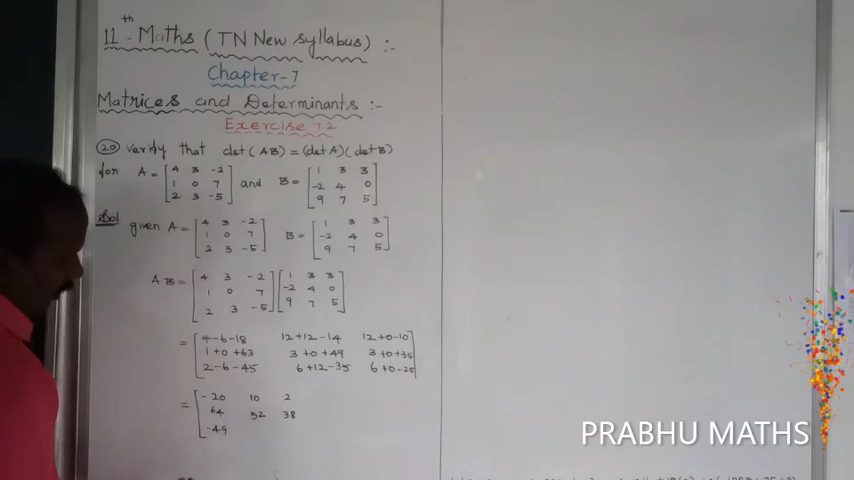 11th - Maths ( TN New syllabus) :-
Chapter-7
Matrices and Determinants :-
Exercise 7.2
20 verify that det (AB) = (det A) (det B)
for A = [ 4 3 -2 and B = [ 1 3 3
1 0 7 -2 4 0
2 3 -5 ] 9 7 5 ]
Sol given A = [ 4 3 -2 B = [ 1 3 3
1 0 7 -2 4 0
2 3 -5 ] 9 7 5 ]
AB = [ 4 3 -2 ] [ 1 3 3
1 0 7 -2 4 0
2 3 -5 ] 9 7 5 ]
= [ 4-6-18 12+12-14 12+0-10
1+0+63 3+0+49 3+0+35
2-6-45 6+12-35 6+0-25 ]
= [ -20 10 2
64 52 38
-49
PRABHU MATHS